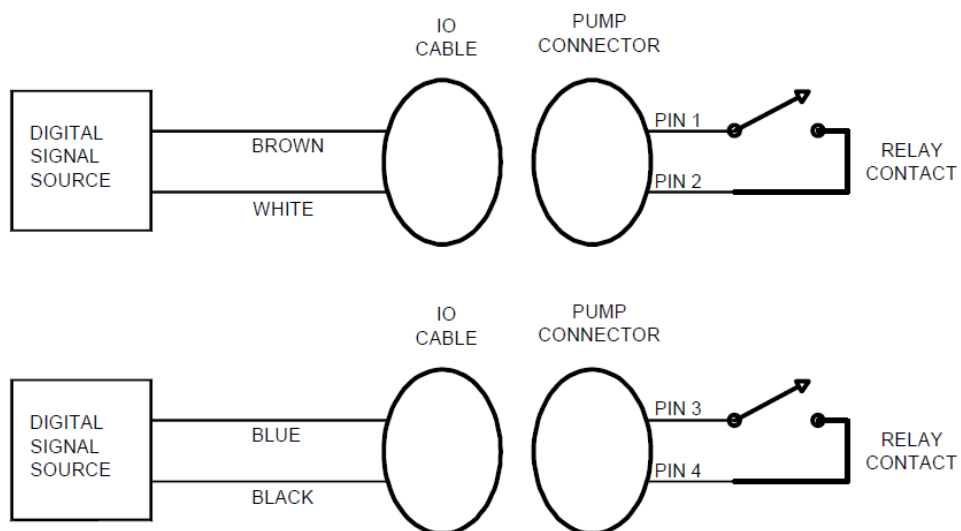 IO
CABLE
PUMP
CONNECTOR
DIGITAL
SIGNAL
SOURCE
BROWN
WHITE
PIN 1
PIN 2
RELAY
CONTACT
IO
CABLE
PUMP
CONNECTOR
DIGITAL
SIGNAL
SOURCE
BLUE
BLACK
PIN 3
PIN 4
RELAY
CONTACT